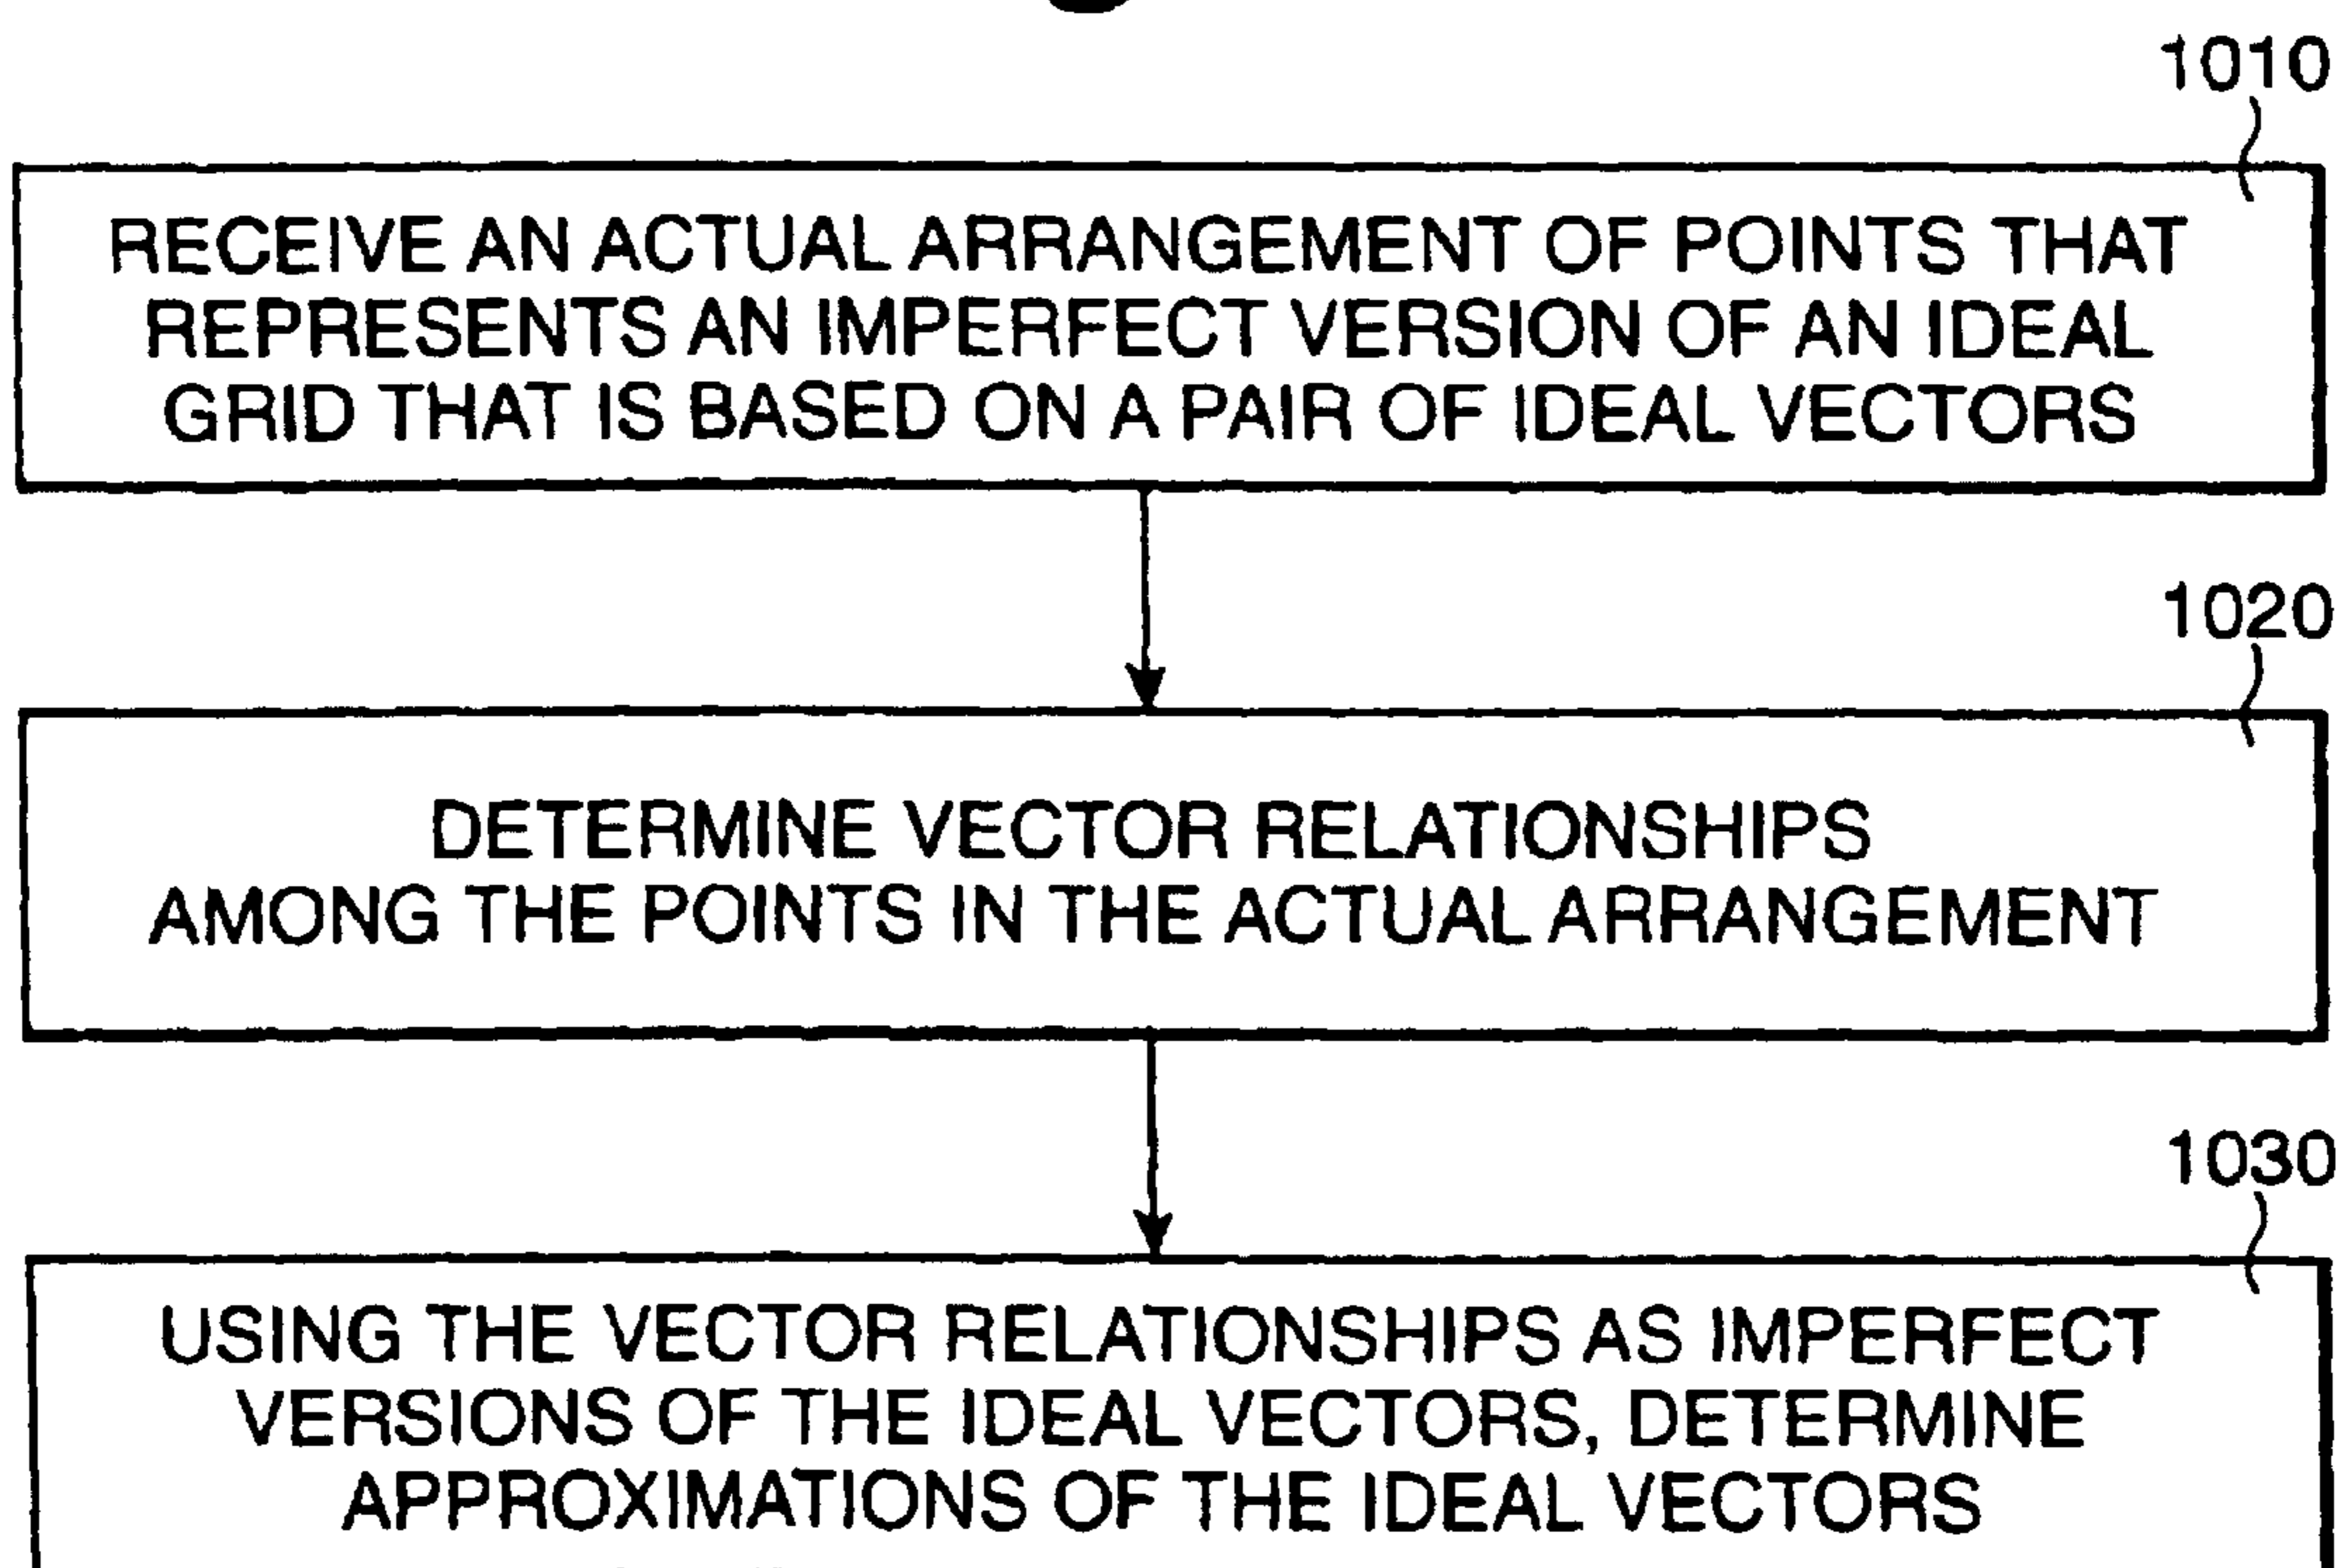 1010
RECEIVE AN ACTUAL ARRANGEMENT OF POINTS THAT
REPRESENTS AN IMPERFECT VERSION OF AN IDEAL
GRID THAT IS BASED ON A PAIR OF IDEAL VECTORS
1020
DETERMINE VECTOR RELATIONSHIPS
AMONG THE POINTS IN THE ACTUAL ARRANGEMENT
1030
USING THE VECTOR RELATIONSHIPS AS IMPERFECT
VERSIONS OF THE IDEAL VECTORS, DETERMINE
APPROXIMATIONS OF THE IDEAL VECTORS